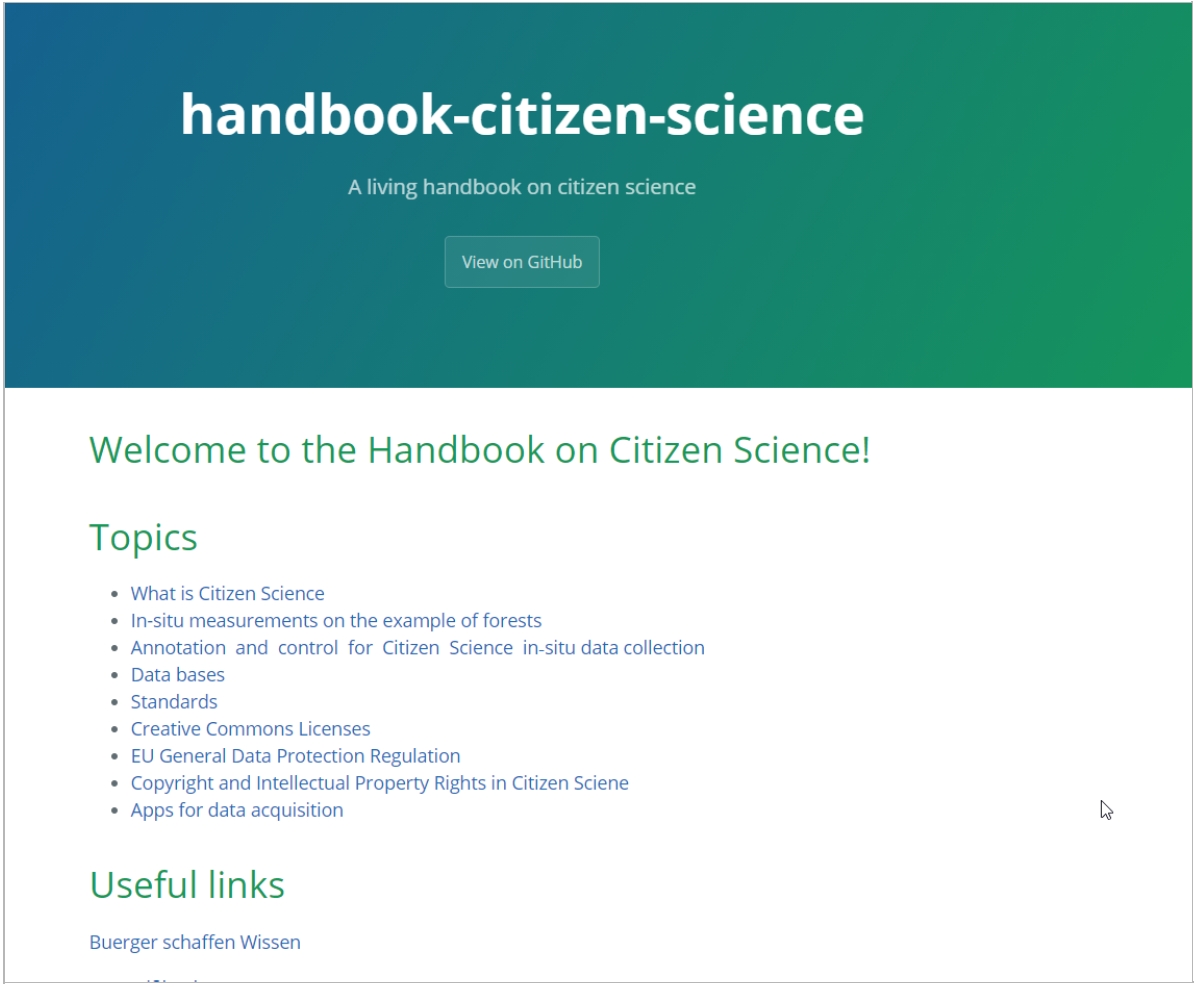 handbook-citizen-science
A living handbook on citizen science
View on GitHub
Welcome to the Handbook on Citizen Science!
Topics
What is Citizen Science
In-situ measurements on the example of forests
Annotation and control for Citizen Science in-situ data collection
Data bases
Standards
Creative Commons Licenses
EU General Data Protection Regulation
Copyright and Intellectual Property Rights in Citizen Sciene
Apps for data acquisition
Useful links
Buerger schaffen Wissen